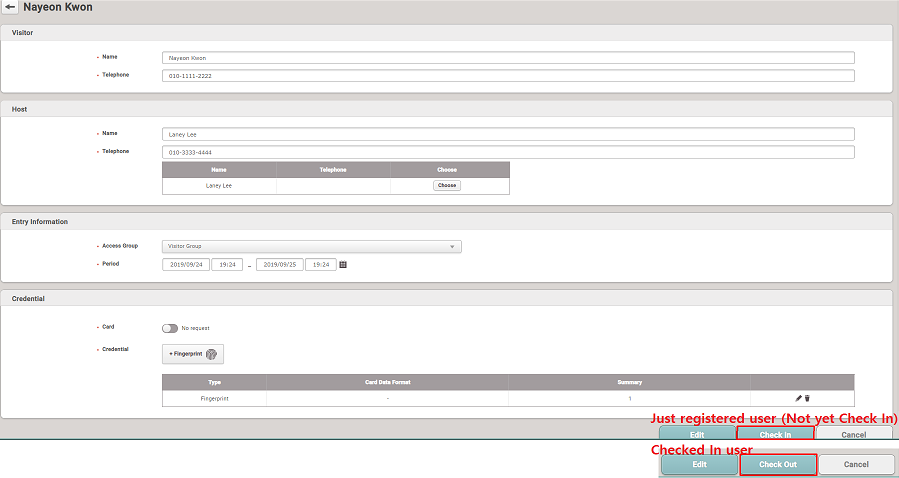 Nayeon Kwon
Visitor
Name
Nayeon Kwon
Telephone
010-1111-2222
Host
Name
Laney Lee
Telephone
010-3333-4444
Name Telephone Choose
Laney Lee Choose
Entry Information
Access Group
Visitor Group
Period
2019/09/24 19:24 - 2019/09/25 19:24
Credential
Card
No request
Credential
+ Fingerprint
Type Card Data Format Summary
Fingerprint - 1
Just registered user (Not yet Check In)
Edit Check In Cancel
Checked In user
Edit Check Out Cancel